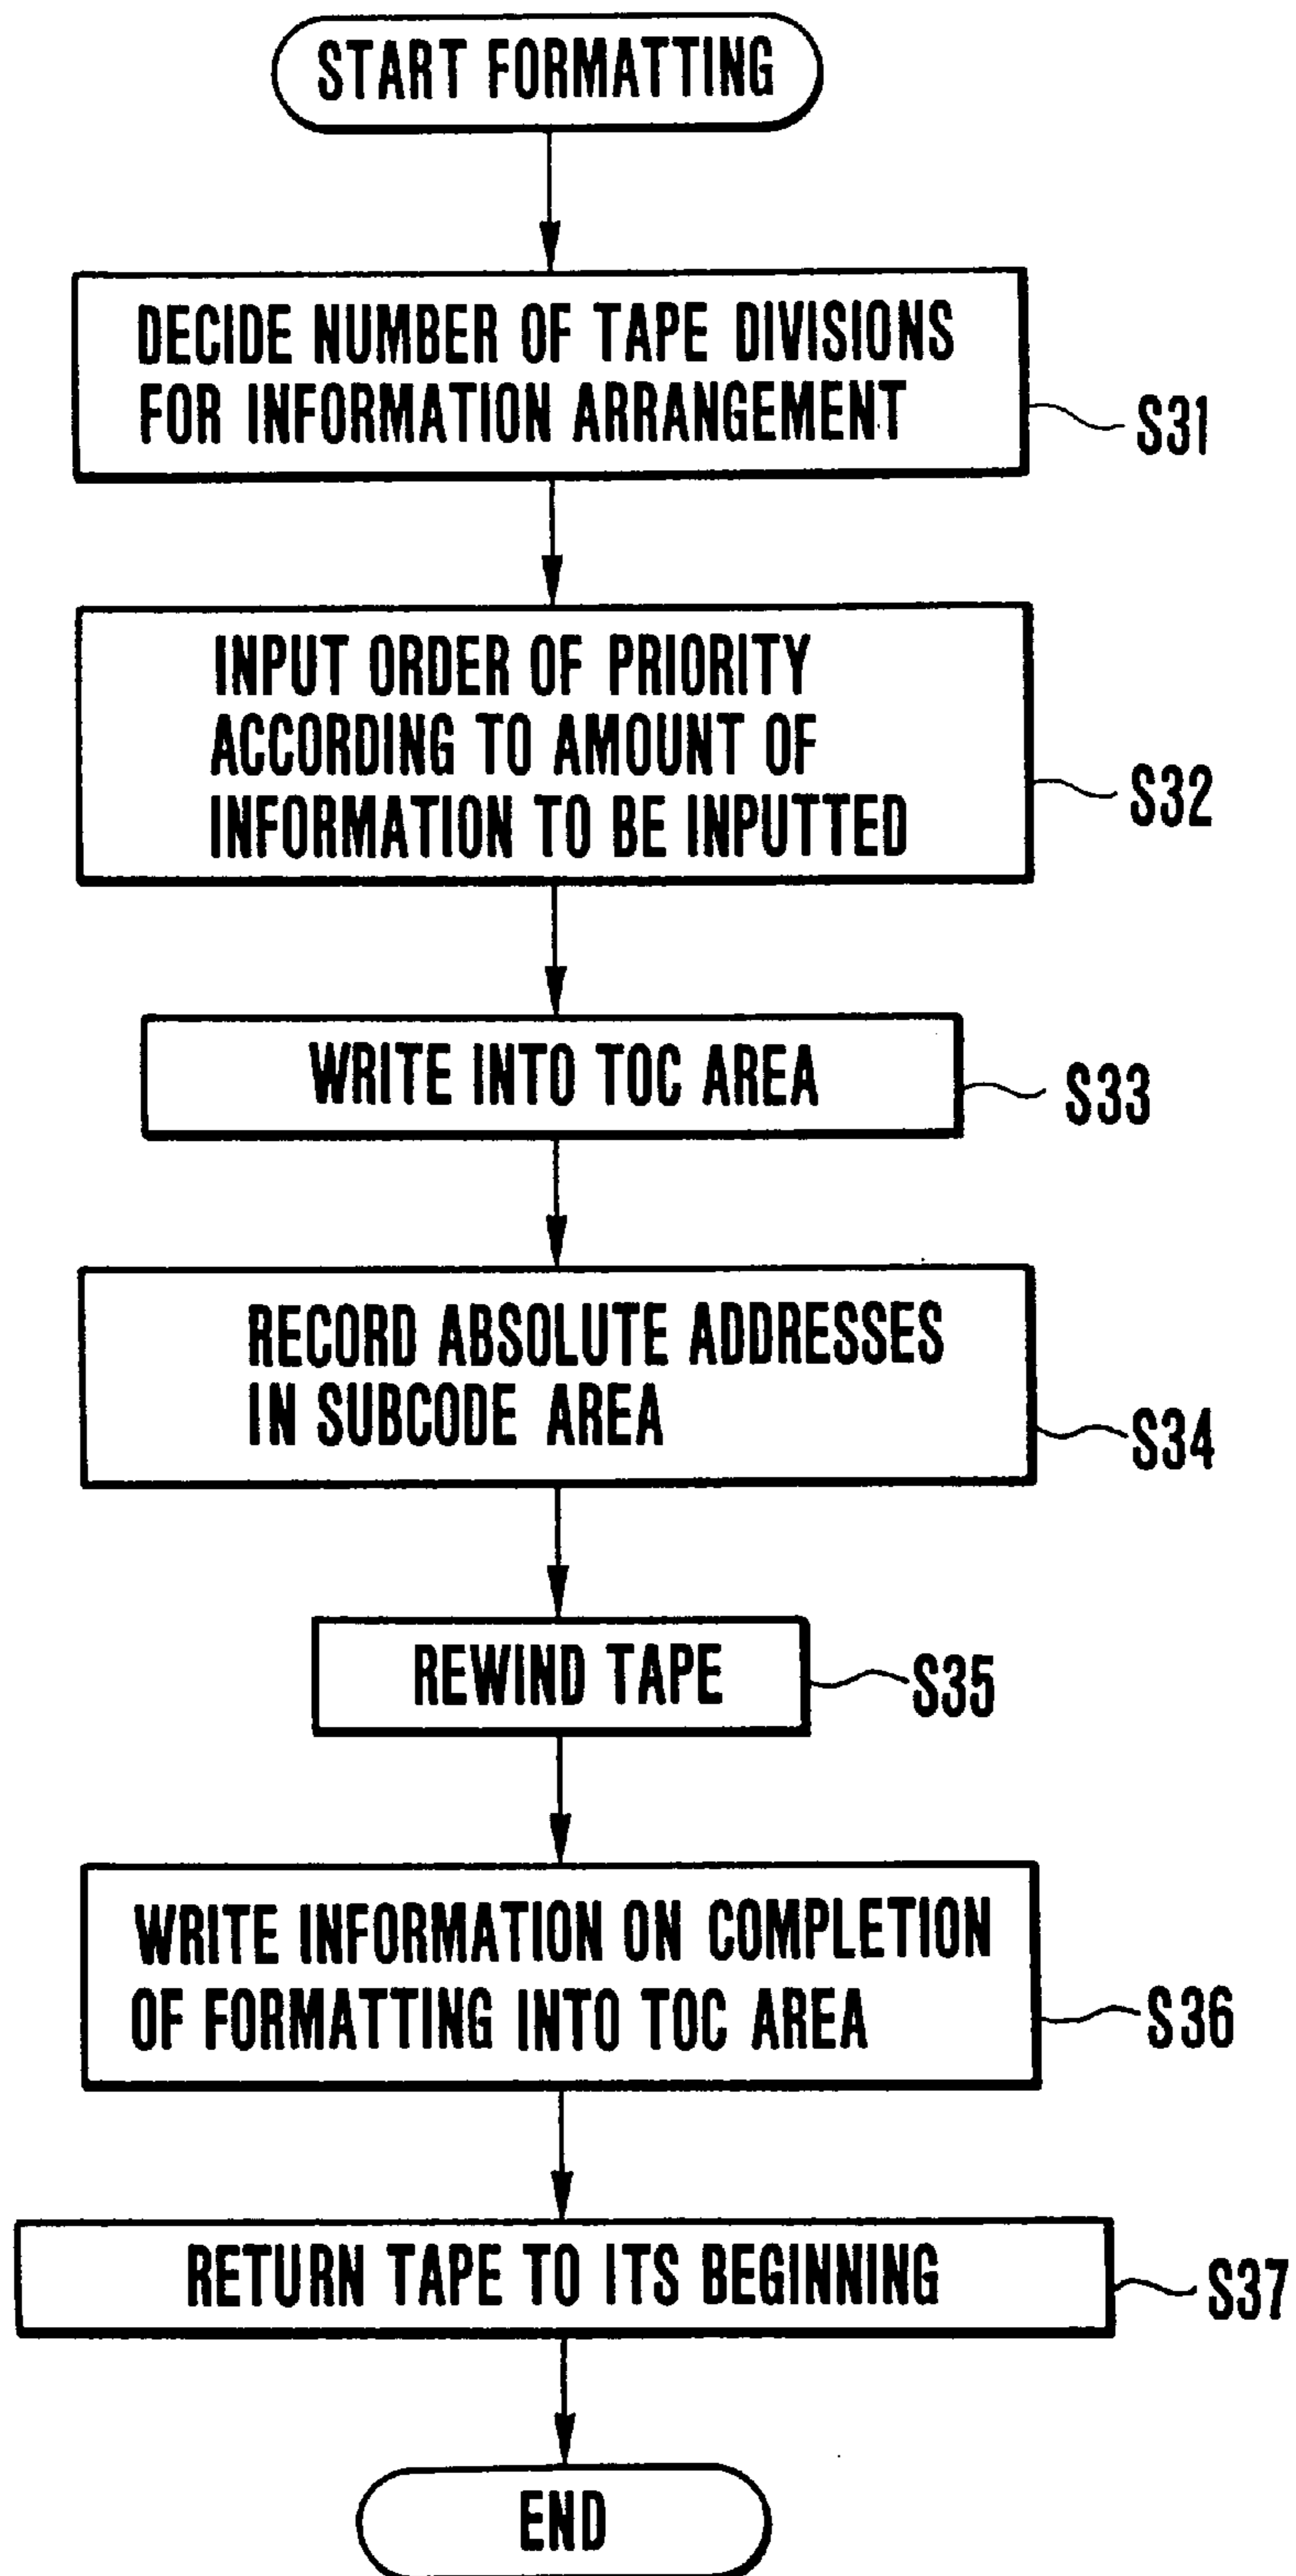 START FORMATTING
DECIDE NUMBER OF TAPE DIVISIONS
FOR INFORMATION ARRANGEMENT
S31
INPUT ORDER OF PRIORITY
ACCORDING TO AMOUNT OF
INFORMATION TO BE INPUTTED
S32
WRITE INTO TOC AREA
S33
RECORD ABSOLUTE ADDRESSES
IN SUBCODE AREA
S34
REWIND TAPE
S35
WRITE INFORMATION ON COMPLETION
OF FORMATTING INTO TOC AREA
S36
RETURN TAPE TO ITS BEGINNING
S37
END